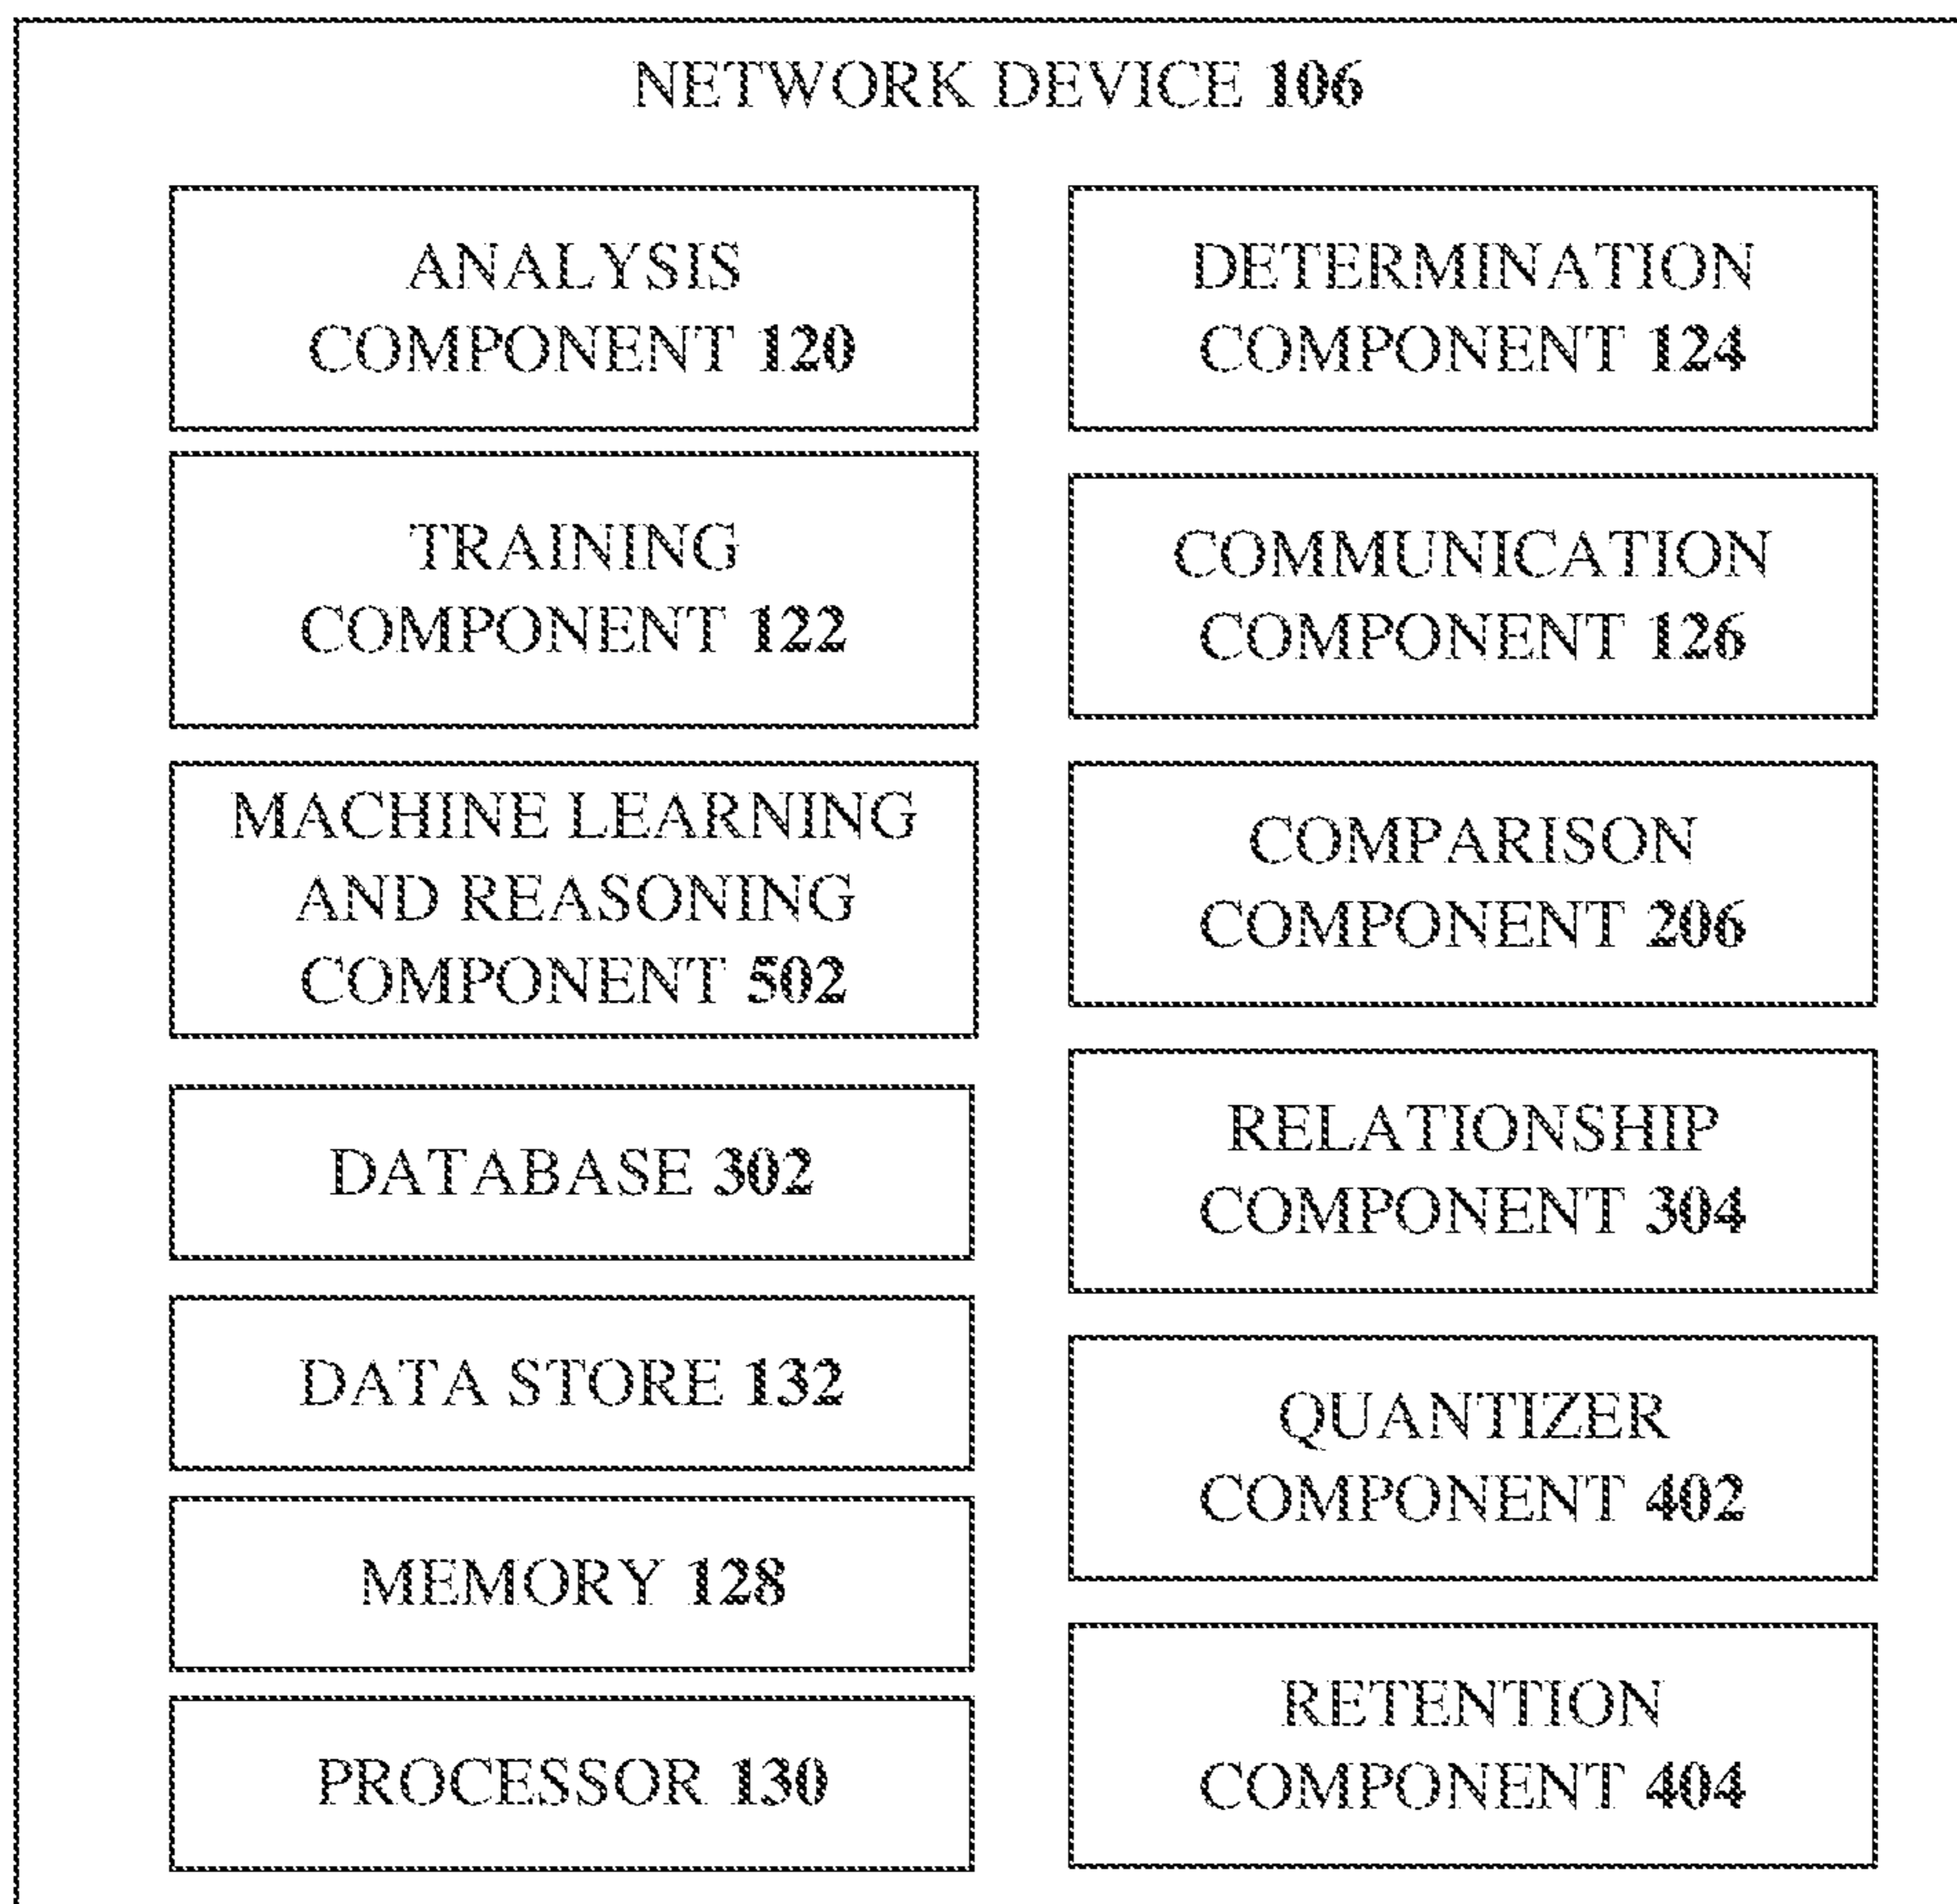 NETWORK DEVICE 106
ANALYSIS
COMPONENT 120
TRAINING
COMPONENT 122
MACHINE LEARNING
AND REASONING
COMPONENT 502
DATABASE 302
DATA STORE 132
MEMORY 128
PROCESSOR 130
DETERMINATION
COMPONENT 124
COMMUNICATION
COMPONENT 126
COMPARISON
COMPONENT 206
RELATIONSHIP
COMPONENT 304
QUANTIZER
COMPONENT 402
RETENTION
COMPONENT 404